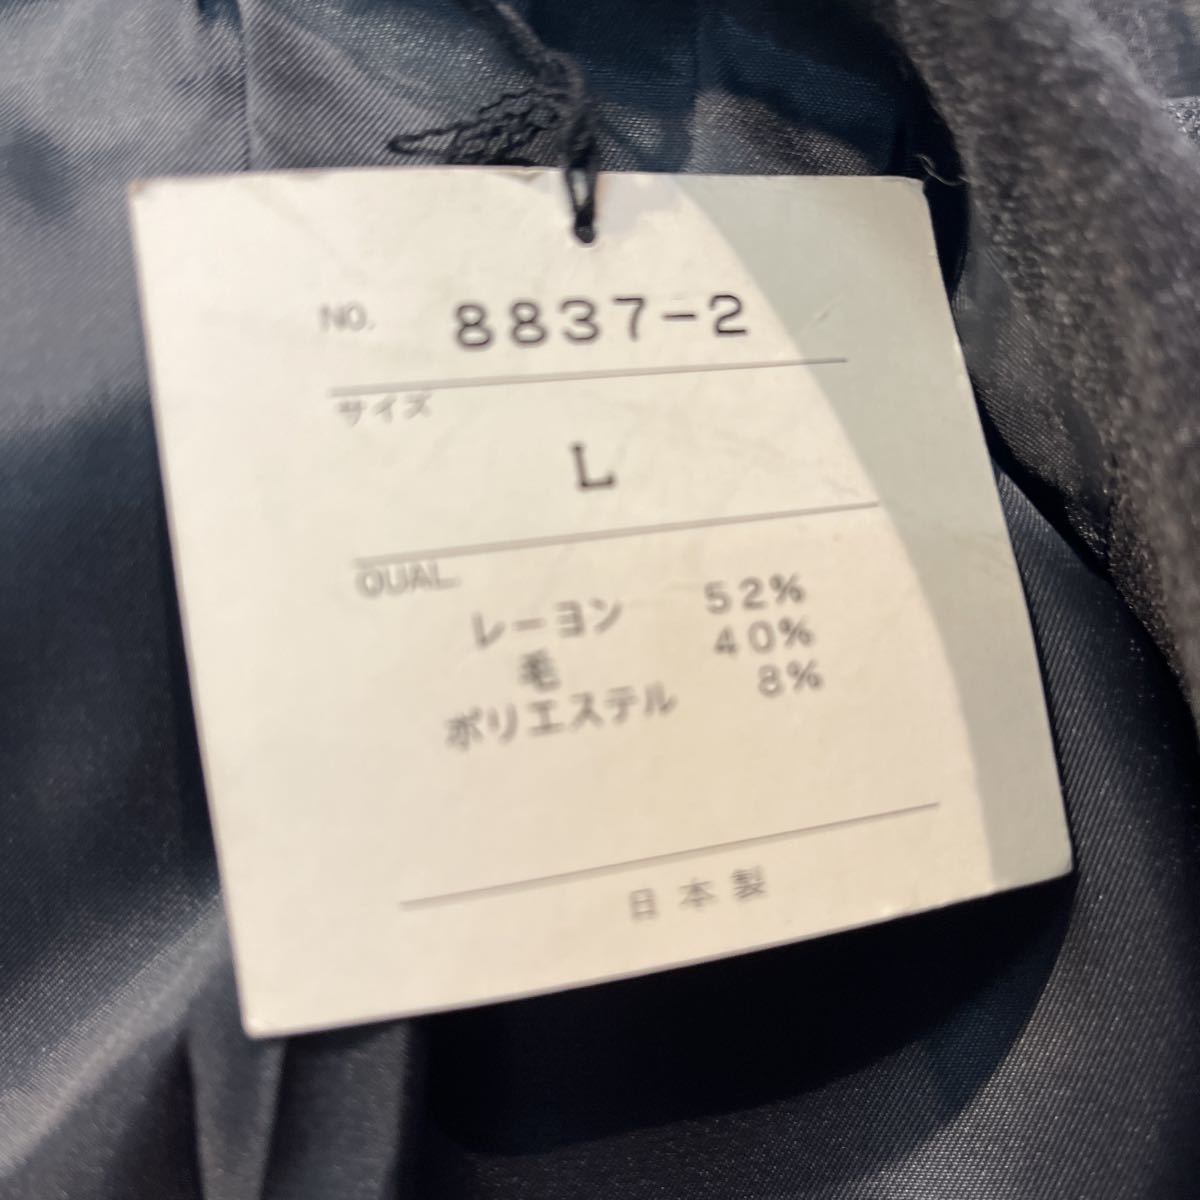 NO. 8837-2
サイズ
L
QUAL.
レーヨン 52%
毛 40%
ポリエステル 8%
日本製